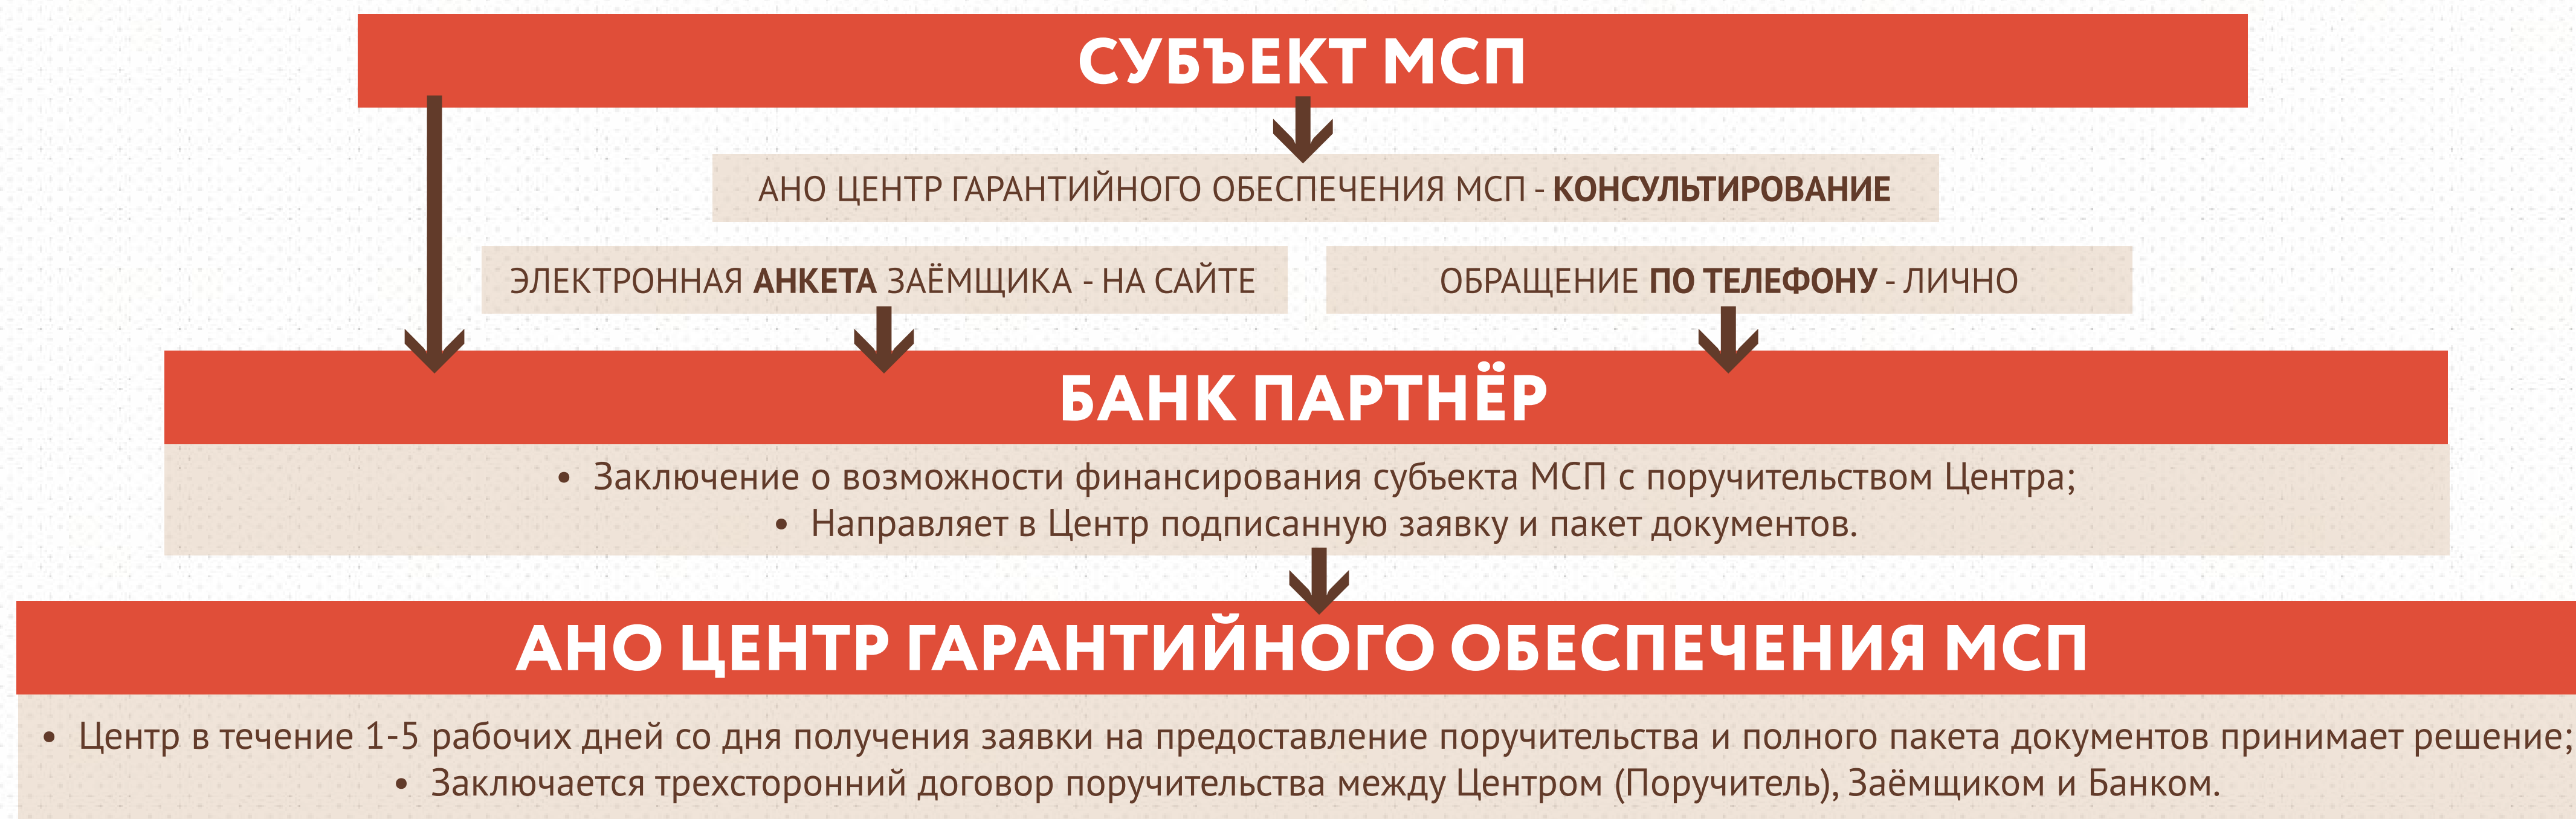 СУБЪЕКТ МСП
АНО ЦЕНТР ГАРАНТИЙНОГО ОБЕСПЕЧЕНИЯ МСП - КОНСУЛЬТИРОВАНИЕ
ЭЛЕКТРОННАЯ АНКЕТА ЗАЁМЩИКА - НА САЙТЕ
ОБРАЩЕНИЕ ПО ТЕЛЕФОНУ - ЛИЧНО
БАНК ПАРТНЁР
• Заключение о возможности финансирования субъекта МСП с поручительством Центра;
• Направляет в Центр подписанную заявку и пакет документов.
АНО ЦЕНТР ГАРАНТИЙНОГО ОБЕСПЕЧЕНИЯ МСП
• Центр в течение 1-5 рабочих дней со дня получения заявки на предоставление поручительства и полного пакета документов принимает решение;
• Заключается трехсторонний договор поручительства между Центром (Поручитель), Заёмщиком и Банком.